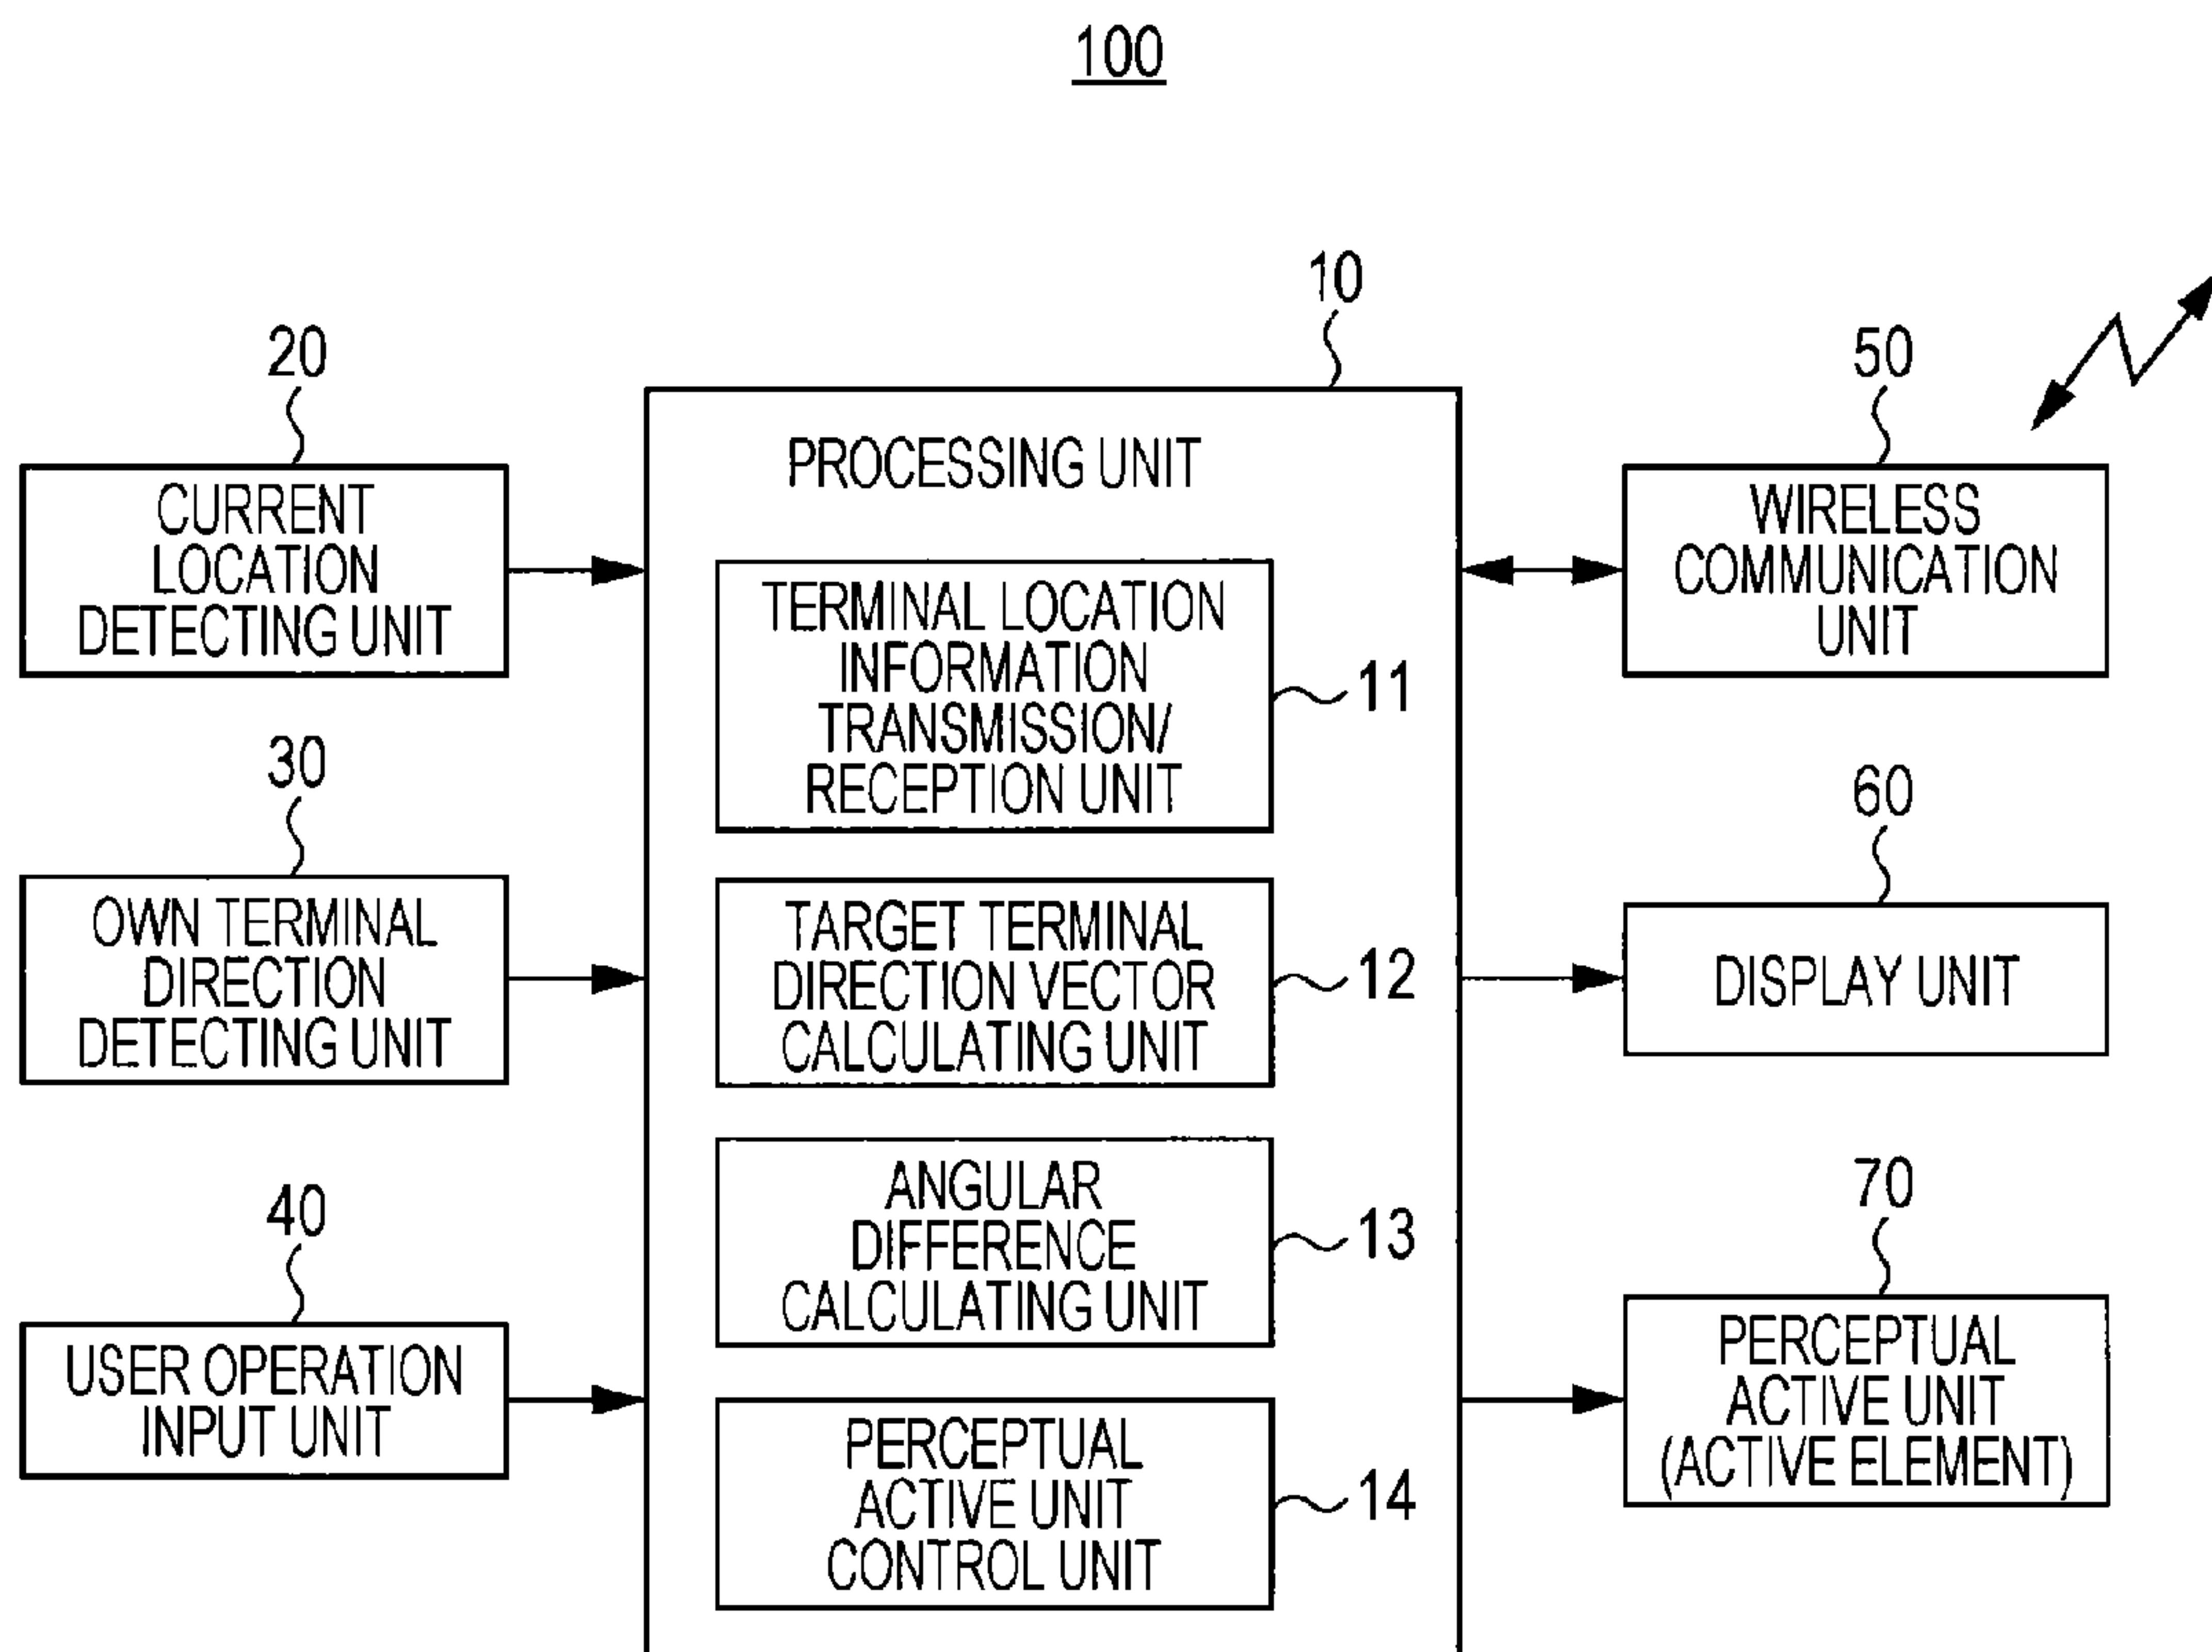 100
10
20
50
PROCESSING UNIT
CURRENT
LOCATION
DETECTING UNIT
WIRELESS
COMMUNICATION
UNIT
TERMINAL LOCATION
INFORMATION
TRANSMISSION/
RECEPTION UNIT
11
30
60
OWN TERMINAL
DIRECTION
DETECTING UNIT
TARGET TERMINAL
DIRECTION VECTOR
CALCULATING UNIT
12
DISPLAY UNIT
40
70
ANGULAR
DIFFERENCE
CALCULATING UNIT
13
USER OPERATION
INPUT UNIT
PERCEPTUAL
ACTIVE UNIT
(ACTIVE ELEMENT)
PERCEPTUAL
ACTIVE UNIT
CONTROL UNIT
14